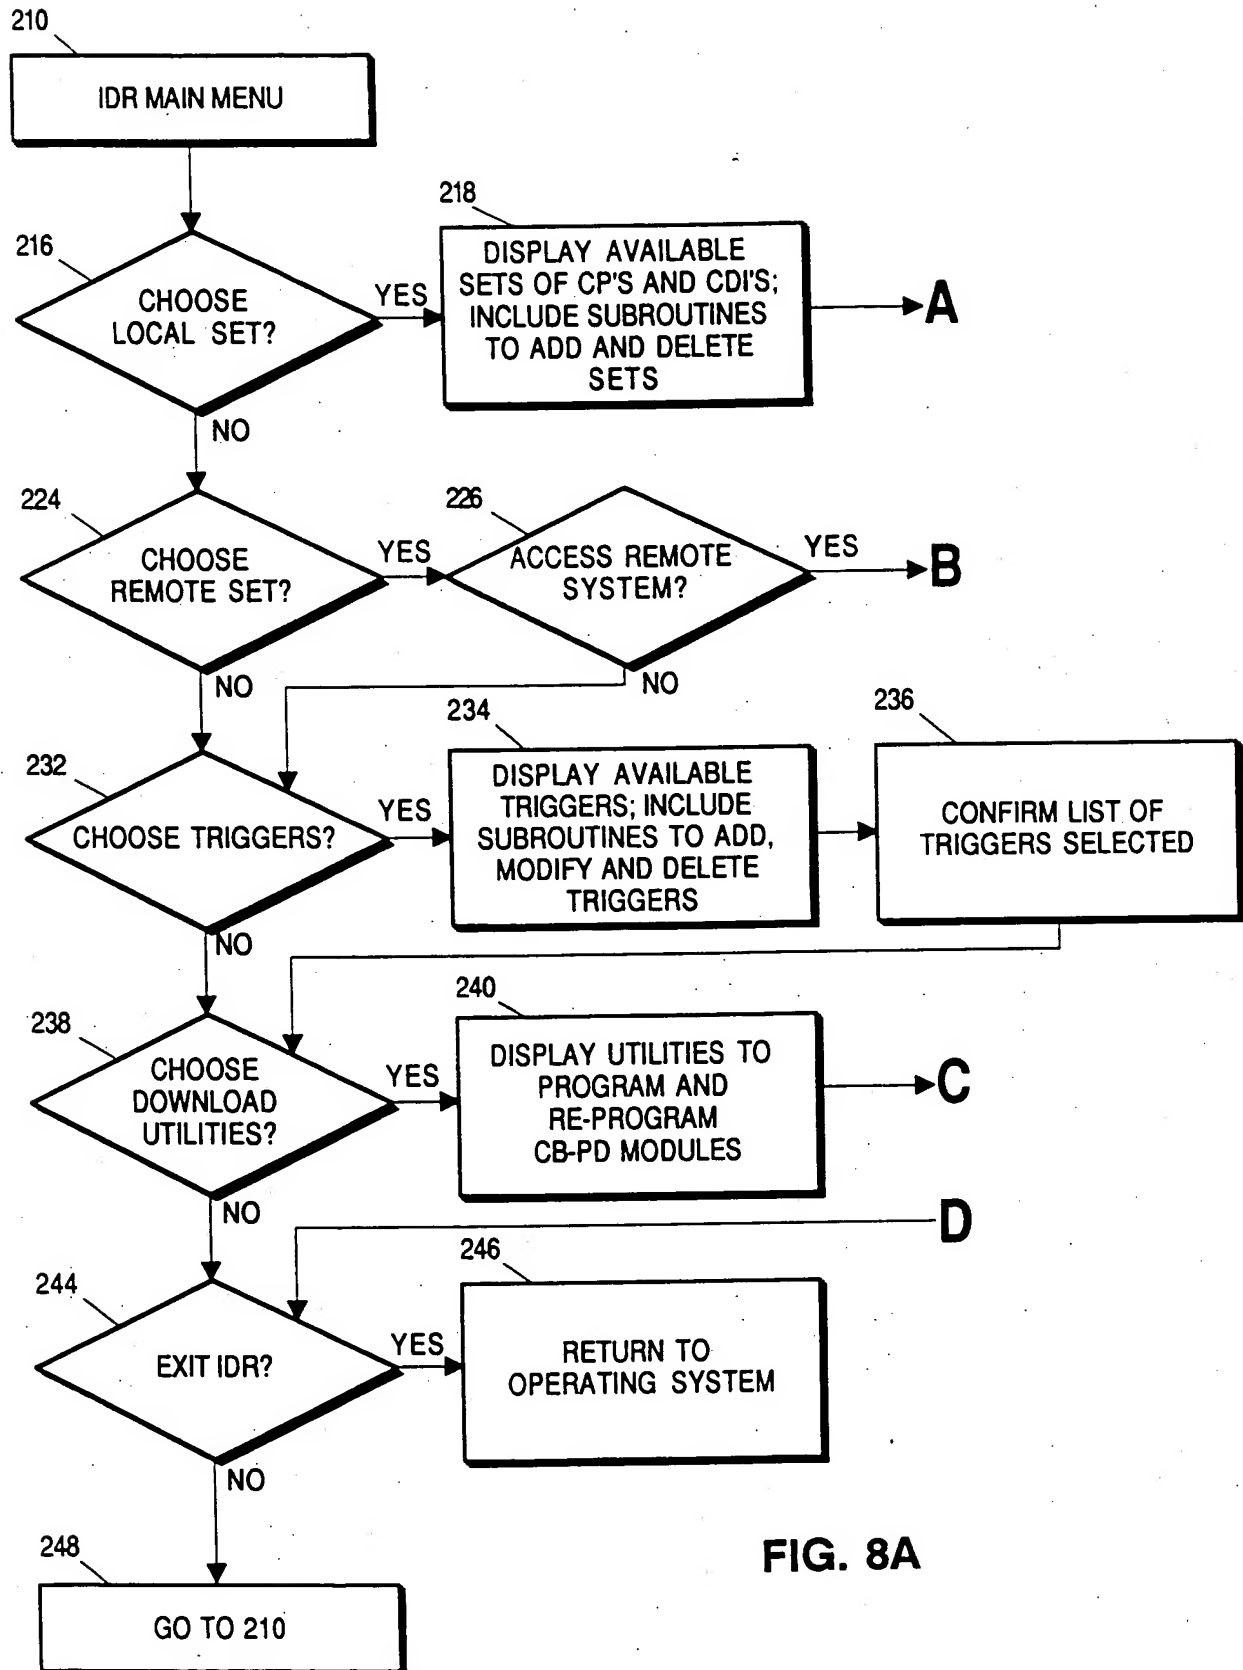 210
IDR MAIN MENU
218
216
DISPLAY AVAILABLE
SETS OF CP'S AND CDI'S;
INCLUDE SUBROUTINES
TO ADD AND DELETE
SETS
CHOOSE
LOCAL SET?
YES
A
NO
224
226
CHOOSE
REMOTE SET?
YES
ACCESS REMOTE
SYSTEM?
YES
B
NO
NO
232
234
236
CHOOSE TRIGGERS?
YES
DISPLAY AVAILABLE
TRIGGERS; INCLUDE
SUBROUTINES TO ADD,
MODIFY AND DELETE
TRIGGERS
CONFIRM LIST OF
TRIGGERS SELECTED
NO
238
240
CHOOSE
DOWNLOAD
UTILITIES?
YES
DISPLAY UTILITIES TO
PROGRAM AND
RE-PROGRAM
CB-PD MODULES
C
NO
D
244
246
EXIT IDR?
YES
RETURN TO
OPERATING SYSTEM
NO
248
GO TO 210
FIG. 8A